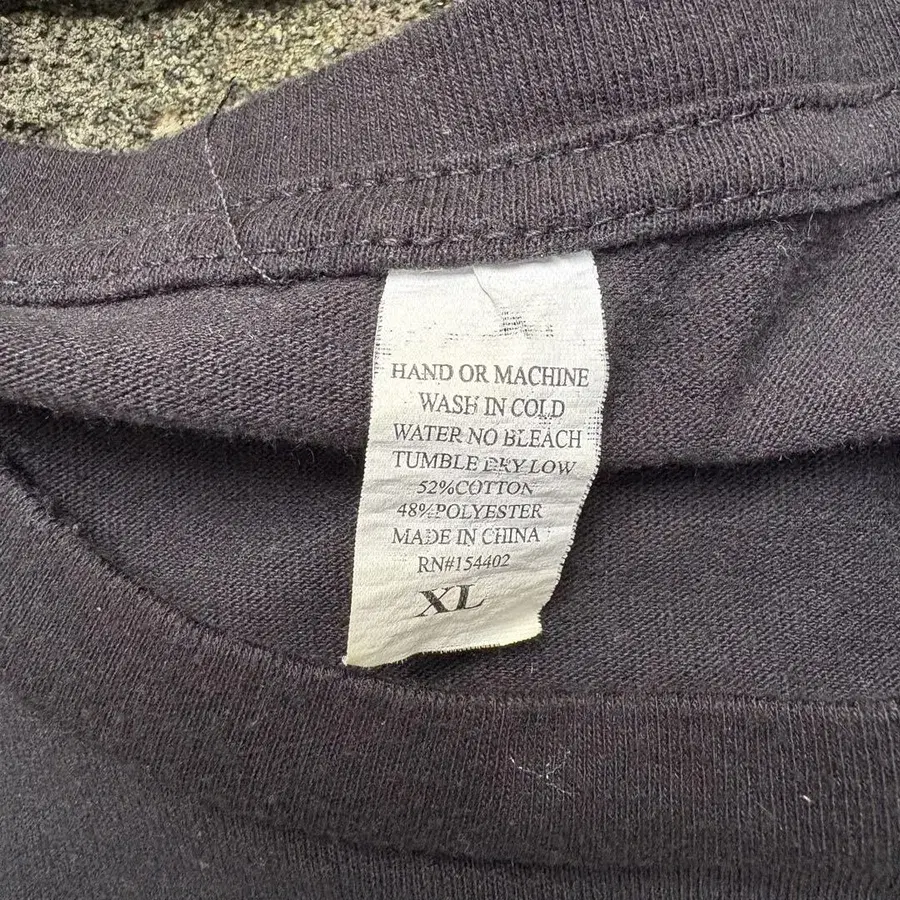 HAND OR MACHINE
WASH IN COLD
WATER NO BLEACH
TUMBLE DRY LOW
52%COTTON
48%POLYESTER
MADE IN CHINA
RN#154402
XL